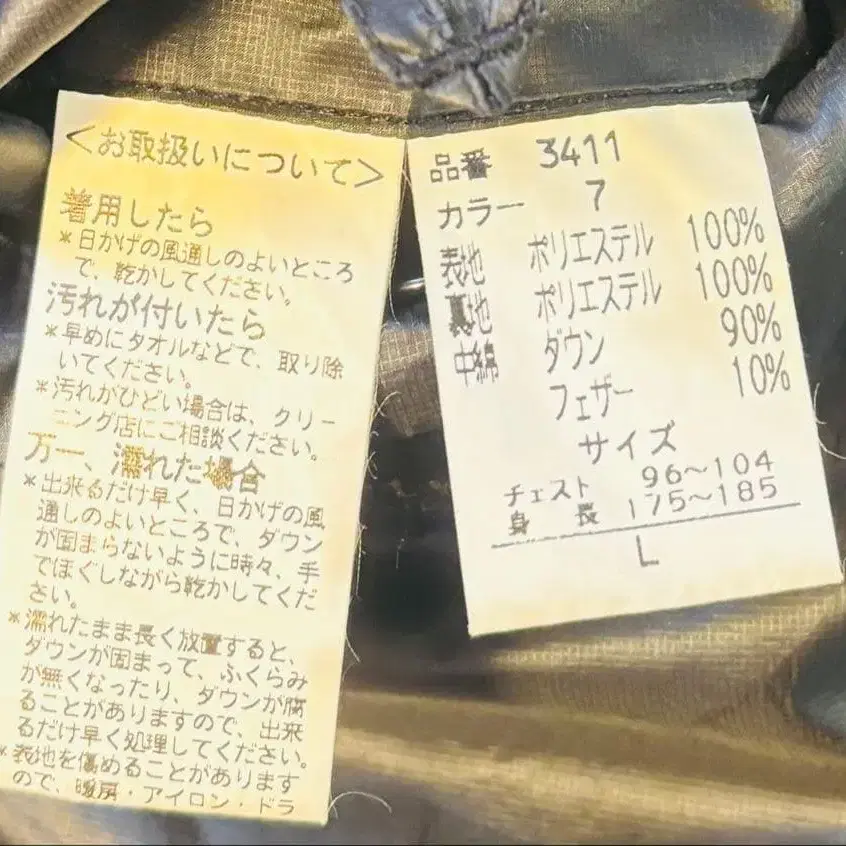 <お取扱いについて>
着用したら
*日かげの風通しのよいところ
で、乾かしてください。
汚れが付いたら
*早めにタオルなどで、取り除
いてください。
*汚れがひどい場合は、クリー
ニング店にご相談ください。
万一、濡れた場合
*出来るだけ早く、日かげの風
通しのよいところで、ダウン
が固まらないように時々、手
でほぐしながら乾かしてくだ
さい。
*濡れたまま長く放置すると、
ダウンが固まって、ふくらみ
が無くなったり、ダウンが腐
ることがありますので、出来
るだけ早く処理してください。
*表地を傷めることがあります
ので、暖房・アイロン・ドラ
品番 3411
カラー 7
表地 ポリエステル 100%
裏地 ポリエステル 100%
中綿 ダウン 90%
フェザー 10%
サイズ
チェスト 96~104
身長 175~185
L